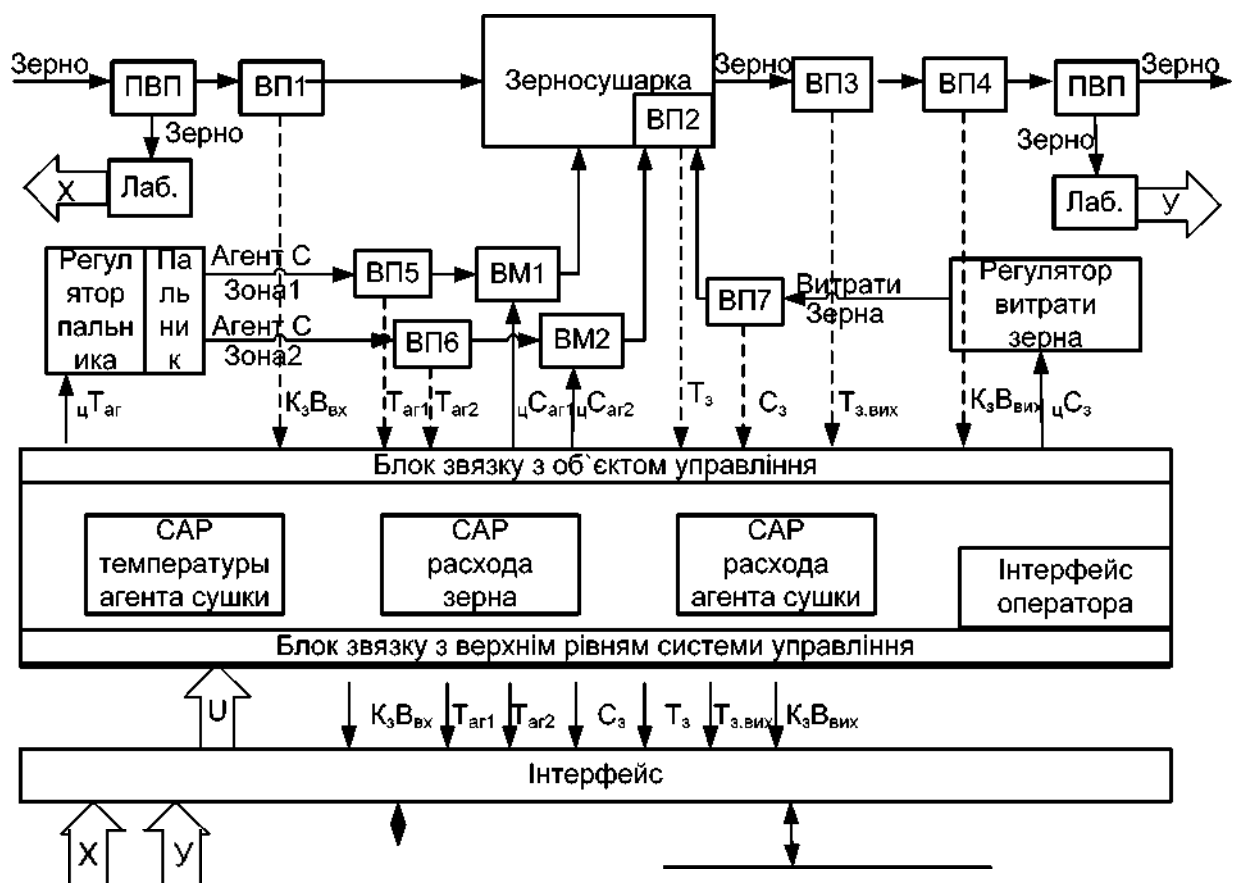 Зерно
ПВП
ВП1
Зерносушарка
ВП2
Зерно
ВП3
ВП4
ПВП
Зерно
Зерно
Лаб.
Х
Зерно
Лаб.
У
Регул
ятор
пальн
ика
Па
ль
ни
к
Агент С
Зона1
Агент С
Зона2
ВП5
ВМ1
ВП6
ВМ2
ВП7
Витрати
Зерна
Регулятор
витрати
зерна
цТаг
КзВвх
Таг1
Таг2
цСаг1
цСаг2
Тз
Сз
Тз.вих
КзВвих
цСз
Блок звязку з об`єктом управління
САР
температуры
агента сушки
САР
расхода
зерна
САР
расхода
агента сушки
Інтерфейс
оператора
Блок звязку з верхнім рівням системи управління
U
КзВвх
Таг1
Таг2
Сз
Тз
Тз.вих
КзВвих
Інтерфейс
Х
У